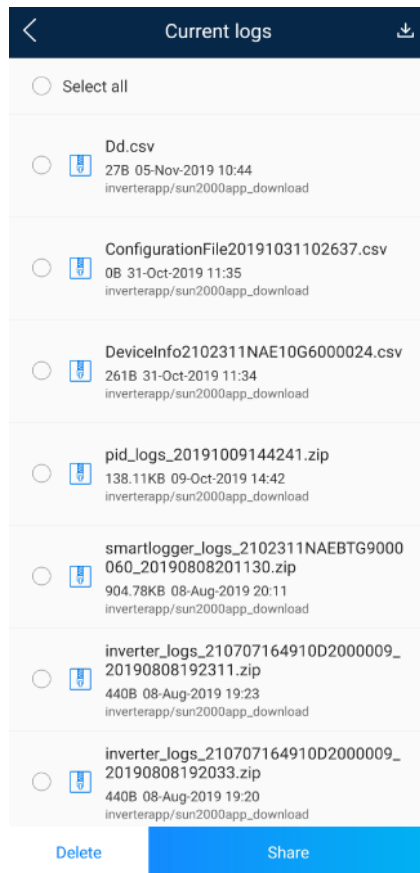 Current logs
Select all
Dd.csv
27B 05-Nov-2019 10:44
inverterapp/sun2000app_download
ConfigurationFile20191031102637.csv
0B 31-Oct-2019 11:35
inverterapp/sun2000app_download
DeviceInfo2102311NAE10G6000024.csv
261B 31-Oct-2019 11:34
inverterapp/sun2000app_download
pid_logs_20191009144241.zip
138.11KB 09-Oct-2019 14:42
inverterapp/sun2000app_download
smartlogger_logs_2102311NAEBTG9000
060_20190808201130.zip
904.78KB 08-Aug-2019 20:11
inverterapp/sun2000app_download
inverter_logs_210707164910D2000009_
20190808192311.zip
440B 08-Aug-2019 19:23
inverterapp/sun2000app_download
inverter_logs_210707164910D2000009_
20190808192033.zip
440B 08-Aug-2019 19:20
inverterapp/sun2000app_download
Delete
Share